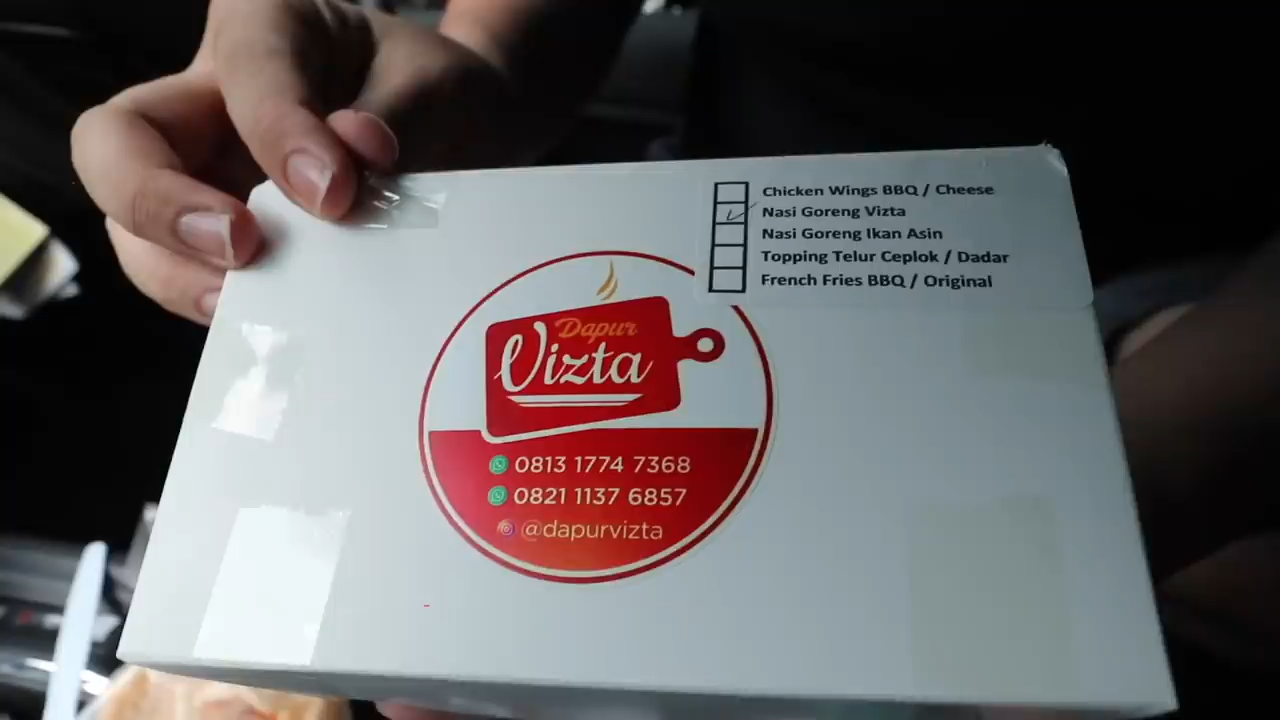 Chicken Wings BBQ / Cheese
Nasi Goreng Vizta
Nasi Goreng Ikan Asin
Topping Telur Ceplok / Dadar
French Fries BBQ / Original
Dapur
Vizta
0813 1774 7368
0821 1137 6857
@dapurvizta